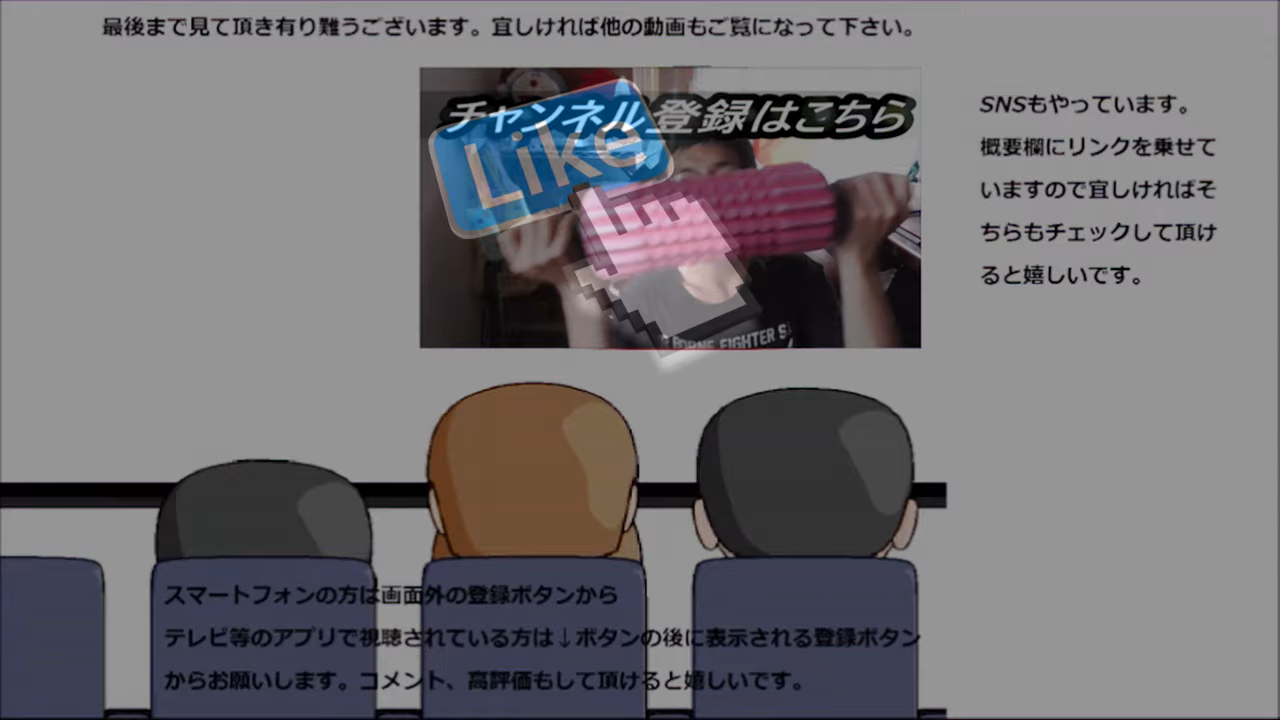 最後まで見て頂き有り難うございます。宜しければ他の動画もご覧になって下さい。
チャンネル登録はこちら
Like
SNSもやっています。
概要欄にリンクを乗せて
いますので宜しければそ
ちらもチェックして頂け
ると嬉しいです。
FIGHTER
スマートフォンの方は画面外の登録ボタンから
テレビ等のアプリで視聴されている方は↓ボタンの後に表示される登録ボタン
からお願いします。コメント、高評価もして頂けると嬉しいです。